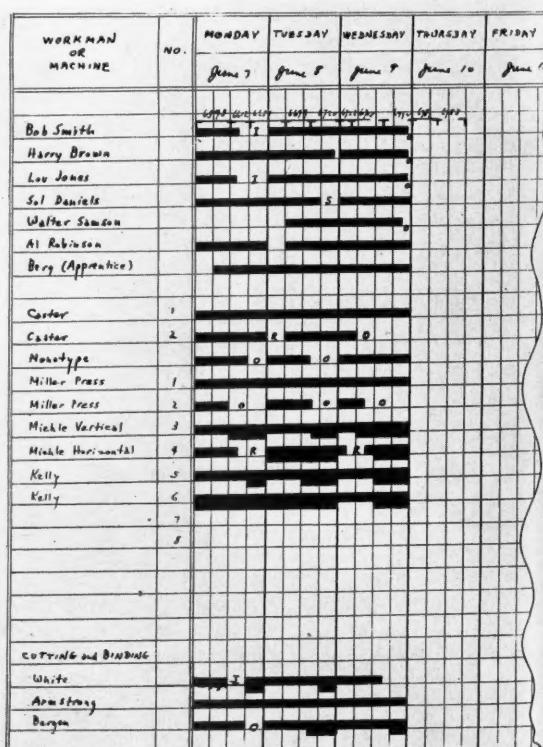 WORKMAN OR MACHINE NO. MONDAY TUESDAY WEDNESDAY THURSDAY FRIDAY
June 7 June 8 June 9 June 10 June
Bob Smith I
Harry Brown
Lou Jones I
Sol Daniels S
Walter Samson
Al Robinson
Berg (Apprentice)
Caster 1
Caster 2 R O
Monotype O O
Miller Press 1
Miller Press 2 O O O
Miehle Vertical 3
Miehle Horizontal 4 R R
Kelly 5
Kelly 6
7
8
CUTTING and BINDING
White I
Armstrong
Bergen O